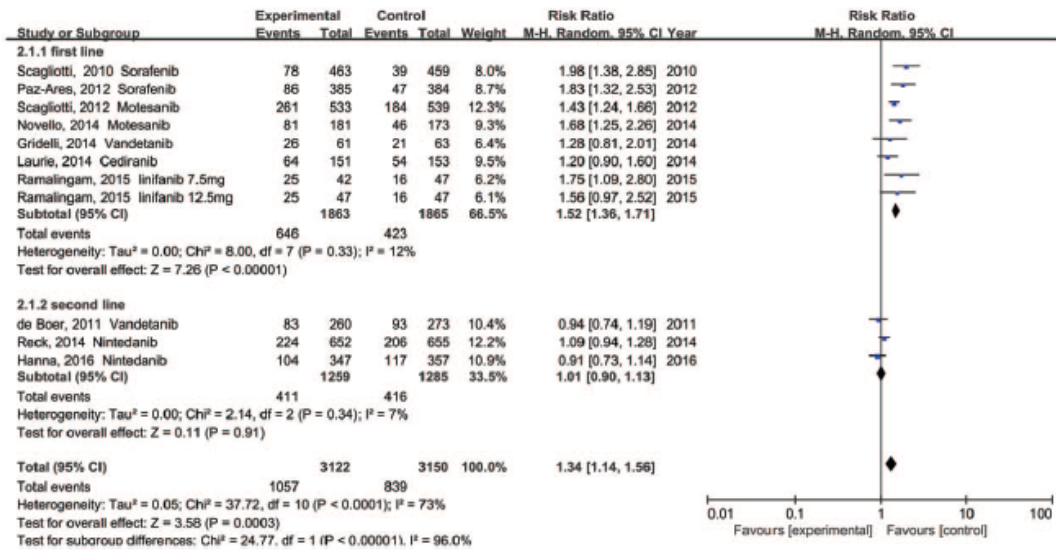 Experimental Control Risk Ratio Risk Ratio
Study or Subgroup Events Total Events Total Weight M-H, Random, 95% CI Year M-H, Random, 95% CI
2.1.1 first line
Scagliotti, 2010 Sorafenib 78 463 39 459 8.0% 1.98 [1.38, 2.85] 2010
Paz-Ares, 2012 Sorafenib 86 385 47 384 8.7% 1.83 [1.32, 2.53] 2012
Scagliotti, 2012 Motesanib 261 533 184 539 12.3% 1.43 [1.24, 1.66] 2012
Novello, 2014 Motesanib 81 181 46 173 9.3% 1.68 [1.25, 2.26] 2014
Gridelli, 2014 Vandetanib 26 61 21 63 6.4% 1.28 [0.81, 2.01] 2014
Laurie, 2014 Cediranib 64 151 54 153 9.4% 1.20 [0.90, 1.60] 2014
Ramalingam, 2015 linifanib 7.5mg 25 42 16 47 6.2% 1.75 [1.09, 2.80] 2015
Ramalingam, 2015 linifanib 12.5mg 25 47 16 47 6.1% 1.56 [0.97, 2.52] 2015
Subtotal (95% CI) 1863 1865 66.5% 1.52 [1.36, 1.71]
Total events 646 423
Heterogeneity: Tau² = 0.00; Chi² = 8.00, df = 7 (P = 0.33); I² = 12%
Test for overall effect: Z = 7.26 (P < 0.00001)
2.1.2 second line
de Boer, 2011 Vandetanib 83 260 93 273 10.4% 0.94 [0.74, 1.19] 2011
Reck, 2014 Nintedanib 224 652 206 655 12.2% 1.09 [0.94, 1.28] 2014
Hanna, 2016 Nintedanib 104 347 117 357 10.9% 0.91 [0.73, 1.14] 2016
Subtotal (95% CI) 1259 1285 33.5% 1.01 [0.90, 1.13]
Total events 411 416
Heterogeneity: Tau² = 0.00; Chi² = 2.14, df = 2 (P = 0.34); I² = 7%
Test for overall effect: Z = 0.11 (P = 0.91)
Total (95% CI) 3122 3150 100.0% 1.34 [1.14, 1.56]
Total events 1057 839
Heterogeneity: Tau² = 0.05; Chi² = 37.72, df = 10 (P < 0.0001); I² = 73%
Test for overall effect: Z = 3.58 (P = 0.0003)
Test for subgroup differences: Chi² = 24.77, df = 1 (P < 0.00001), I² = 96.0%
0.01 0.1 1 10 100
Favours [experimental] Favours [control]